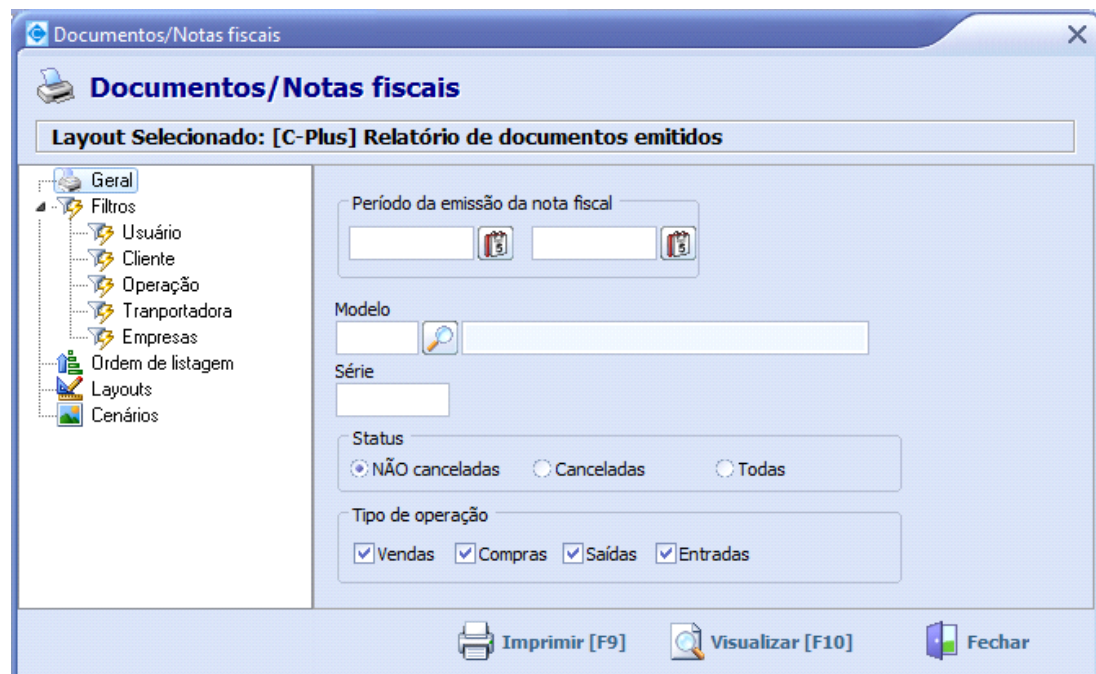 Documentos/Notas fiscais
Documentos/Notas fiscais
Layout Selecionado: [C-Plus] Relatório de documentos emitidos
Geral
Filtros
Usuário
Cliente
Operação
Tranportadora
Empresas
Ordem de listagem
Layouts
Cenários
Período da emissão da nota fiscal
Modelo
Série
Status
NÃO canceladas Canceladas Todas
Tipo de operação
Vendas Compras Saídas Entradas
Imprimir [F9] Visualizar [F10] Fechar